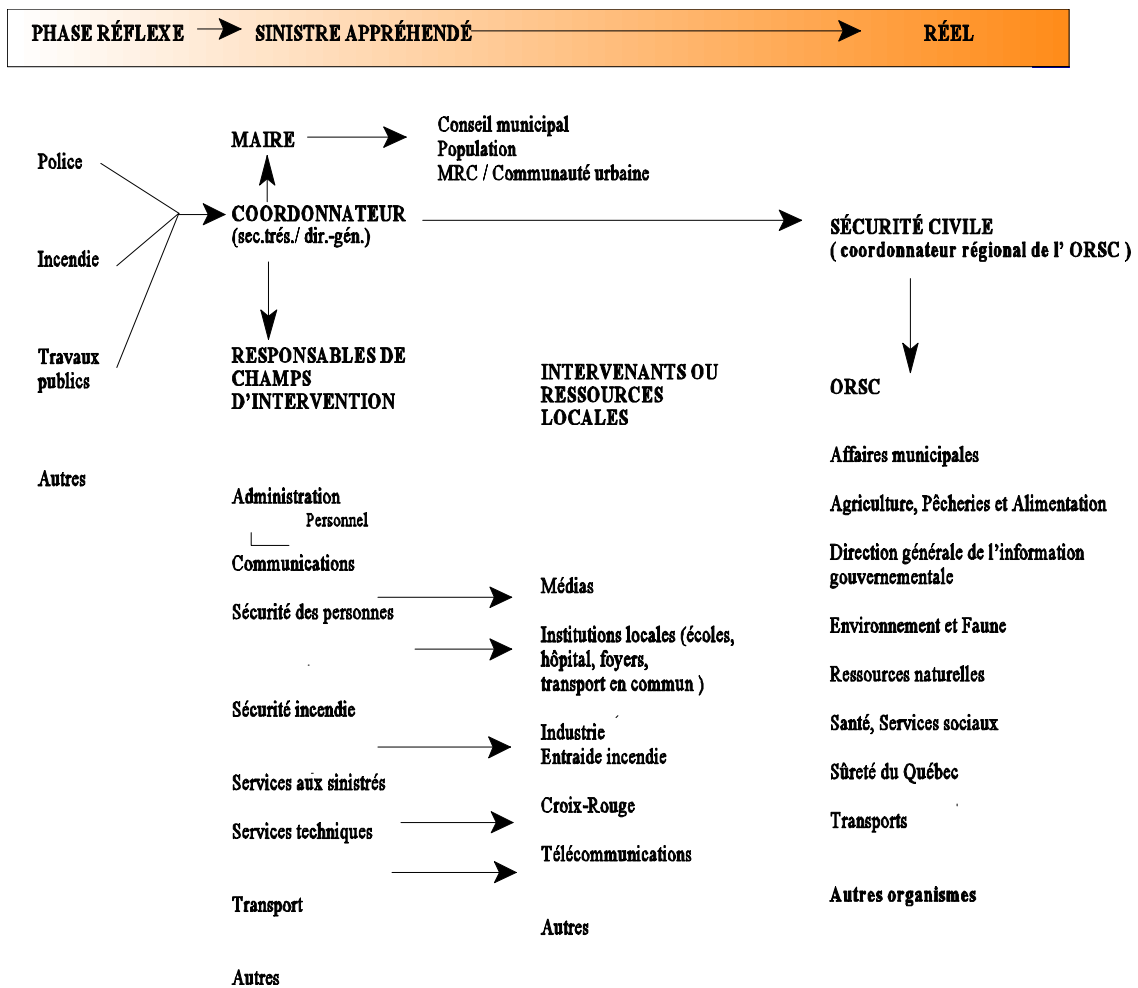 PHASE RÉFLEXE SINISTRE APPRÉHENDÉ RÉEL
Police
Incendie
Travaux
publics
Autres
MAIRE
Conseil municipal
Population
MRC / Communauté urbaine
COORDONNATEUR
(sec.trés./ dir.-gén.)
RESPONSABLES DE
CHAMPS
D'INTERVENTION
Administration
Personnel
Communications
Sécurité des personnes
Sécurité incendie
Services aux sinistrés
Services techniques
Transport
Autres
INTERVENANTS OU
RESSOURCES
LOCALES
Médias
Institutions locales (écoles,
hôpital, foyers,
transport en commun )
Industrie
Entraide incendie
Croix-Rouge
Télécommunications
Autres
SÉCURITÉ CIVILE
( coordonnateur régional de l' ORSC )
ORSC
Affaires municipales
Agriculture, Pêcheries et Alimentation
Direction générale de l'information
gouvernementale
Environnement et Faune
Ressources naturelles
Santé, Services sociaux
Sûreté du Québec
Transports
Autres organismes